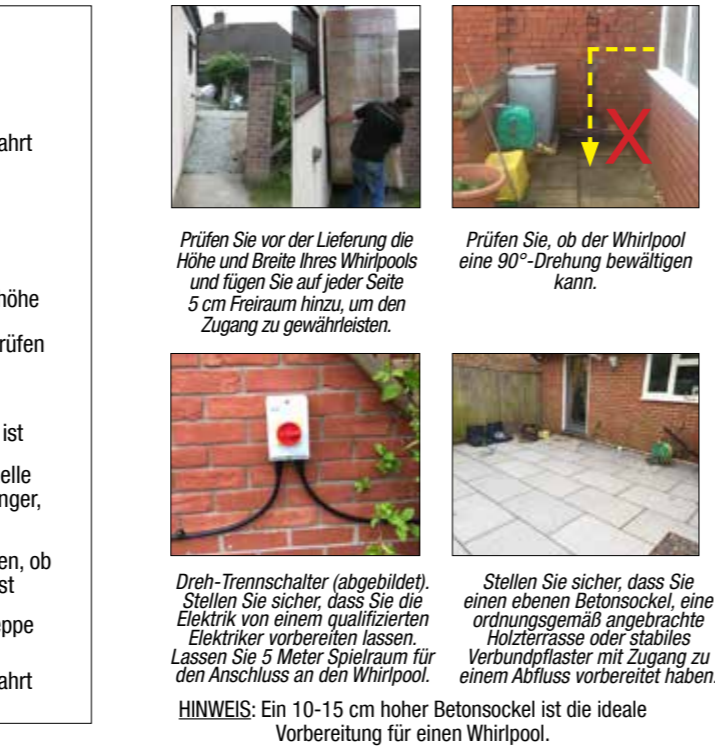 ahrt
höhe
rüfen
ist
elle
nger,
en, ob
st
eppe
ahrt
Prüfen Sie vor der Lieferung die
Höhe und Breite Ihres Whirlpools
und fügen Sie auf jeder Seite
5 cm Freiraum hinzu, um den
Zugang zu gewährleisten.
X
Prüfen Sie, ob der Whirlpool
eine 90°-Drehung bewältigen
kann.
Dreh-Trennschalter (abgebildet).
Stellen Sie sicher, dass Sie die
Elektrik von einem qualifizierten
Elektriker vorbereiten lassen.
Lassen Sie 5 Meter Spielraum für
den Anschluss an den Whirlpool.
Stellen Sie sicher, dass Sie
einen ebenen Betonsockel, eine
ordnungsgemäß angebrachte
Holzterrasse oder stabiles
Verbundpflaster mit Zugang zu
einem Abfluss vorbereitet haben.
HINWEIS: Ein 10-15 cm hoher Betonsockel ist die ideale
Vorbereitung für einen Whirlpool.